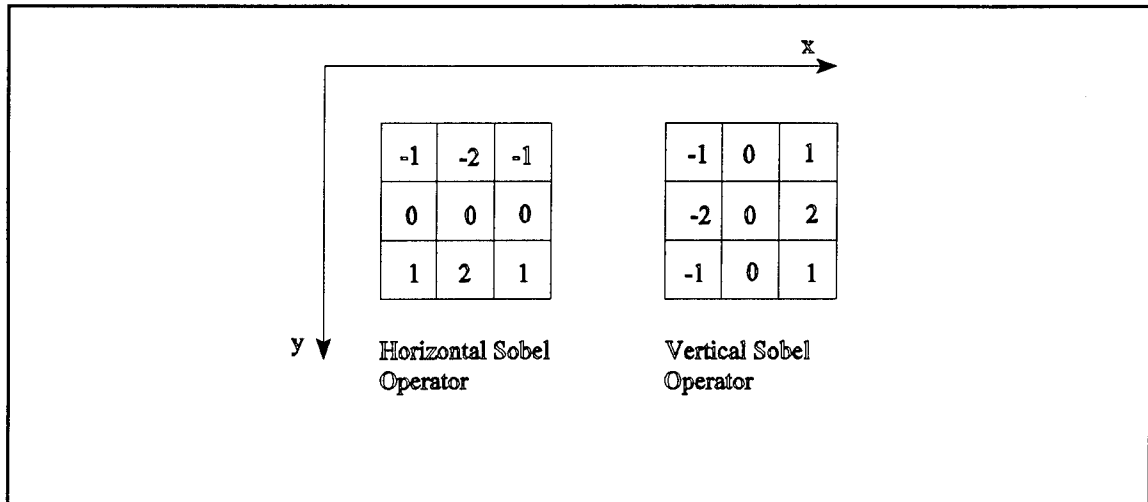 x
-1 -2 -1
0 0 0
1 2 1
-1 0 1
-2 0 2
-1 0 1
y
Horizontal Sobel
Operator
Vertical Sobel
Operator